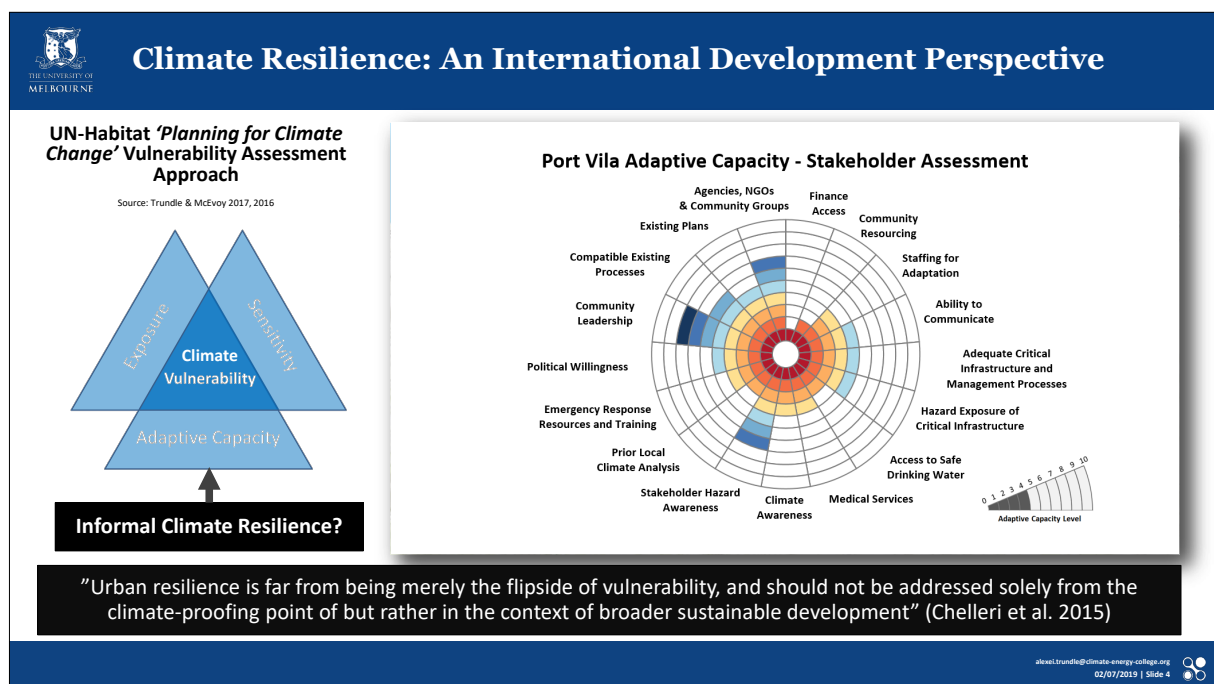 THE UNIVERSITY OF
MELBOURNE
Climate Resilience: An International Development Perspective
UN-Habitat ‘Planning for Climate
Change’ Vulnerability Assessment
Approach
Source: Trundle & McEvoy 2017, 2016
Exposure
Sensitivity
Climate
Vulnerability
Adaptive Capacity
Informal Climate Resilience?
Port Vila Adaptive Capacity - Stakeholder Assessment
Agencies, NGOs
& Community Groups
Finance
Access
Community
Resourcing
Staffing for
Adaptation
Ability to
Communicate
Adequate Critical
Infrastructure and
Management Processes
Hazard Exposure of
Critical Infrastructure
Access to Safe
Drinking Water
Medical Services
Climate
Awareness
Stakeholder Hazard
Awareness
Prior Local
Climate Analysis
Emergency Response
Resources and Training
Political Willingness
Community
Leadership
Compatible Existing
Processes
Existing Plans
0 1 2 3 4 5 6 7 8 9 10
Adaptive Capacity Level
”Urban resilience is far from being merely the flipside of vulnerability, and should not be addressed solely from the
climate-proofing point of but rather in the context of broader sustainable development” (Chelleri et al. 2015)
alexei.trundle@climate-energy-college.org
02/07/2019 | Slide 4